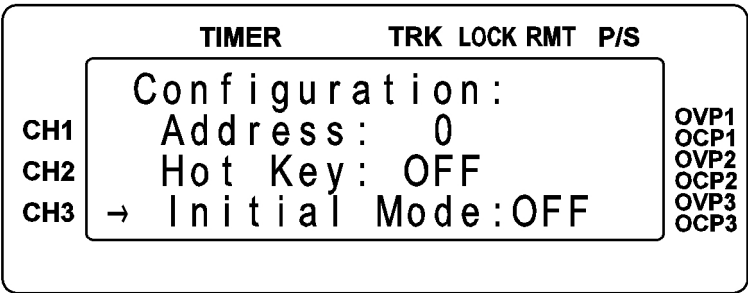 TIMER TRK LOCK RMT P/S
Configuration:
CH1 Address: 0 OVP1
OCP1
CH2 Hot Key: OFF OVP2
OCP2
CH3 → Initial Mode:OFF OVP3
OCP3